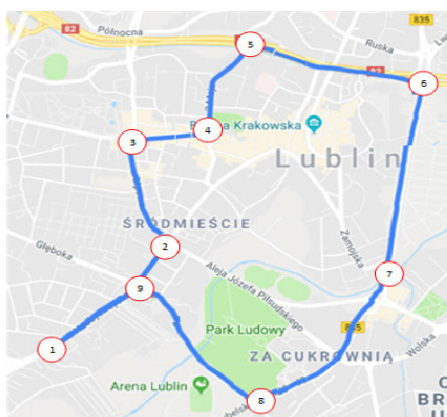 835
Północna
82
5
Ruska
82
6
4
Krakowska
3
Lublin
ŚRÓDMIEŚCIE
Głęboka
2
Zamojska
Aleja Józefa Piłsudskiego
7
9
Park Ludowy
835
Wolska
1
ZA CUKROWNIĄ
Arena Lublin
8